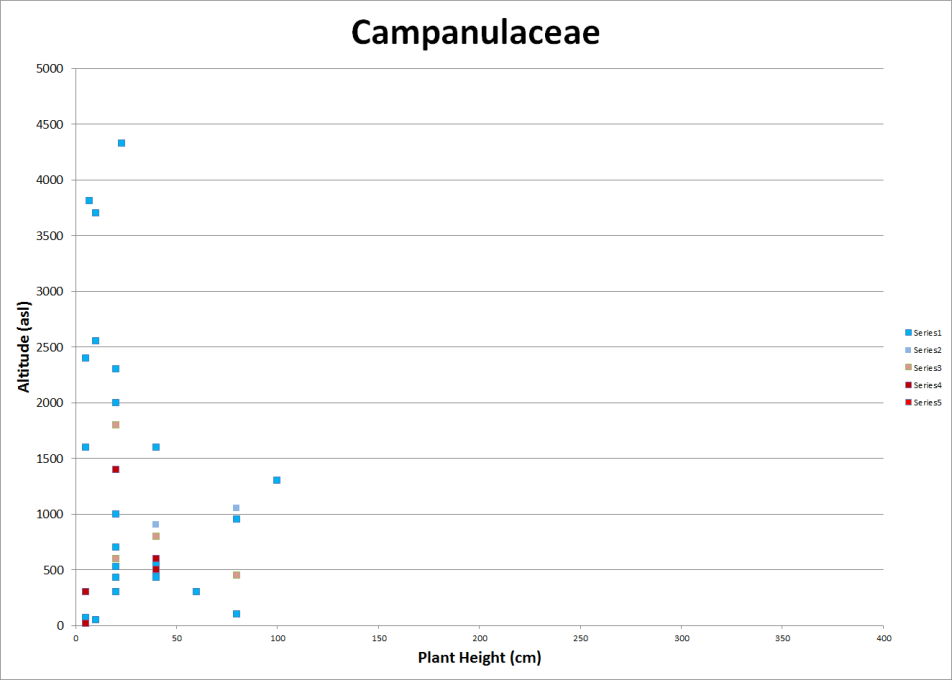 Campanulaceae
5000
4500
4000
3500
3000
2500
2000
1500
1000
500
0
Altitude (asl)
0 50 100 150 200 250 300 350 400
Plant Height (cm)
Series1
Series2
Series3
Series4
Series5